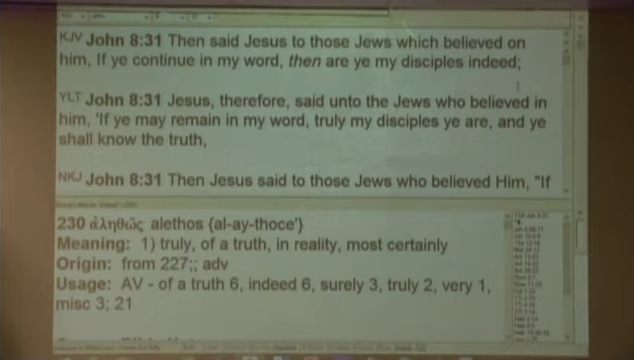 KJV John 8:31 Then said Jesus to those Jews which believed on
him, If ye continue in my word, then are ye my disciples indeed;
YLT John 8:31 Jesus, therefore, said unto the Jews who believed in
him, 'If ye may remain in my word, truly my disciples ye are, and ye
shall know the truth,
NKJ John 8:31 Then Jesus said to those Jews who believed Him, "If
230 ἀληθῶς alethos {al-ay-thoce'}
Meaning: 1) truly, of a truth, in reality, most certainly
Origin: from 227;; adv
Usage: AV - of a truth 6, indeed 6, surely 3, truly 2, very 1,
misc 3; 21